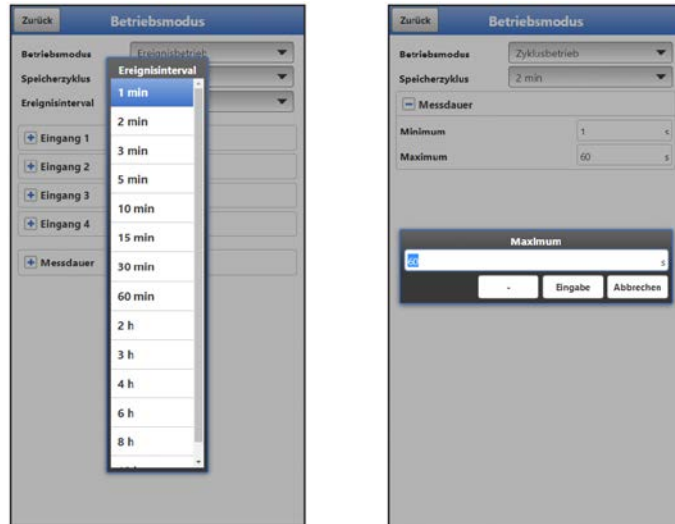 Zurück Betriebsmodus
Betriebsmodus Ereignisbetrieb
Speicherzyklus
Ereignisinterval
Eingang 1
Eingang 2
Eingang 3
Eingang 4
Messdauer
Ereignisinterval
1 min
2 min
3 min
5 min
10 min
15 min
30 min
60 min
2 h
3 h
4 h
6 h
8 h
Zurück Betriebsmodus
Betriebsmodus Zyklusbetrieb
Speicherzyklus 2 min
Messdauer
Minimum 1 s
Maximum 60 s
Maximum
60 s
- Eingabe Abbrechen